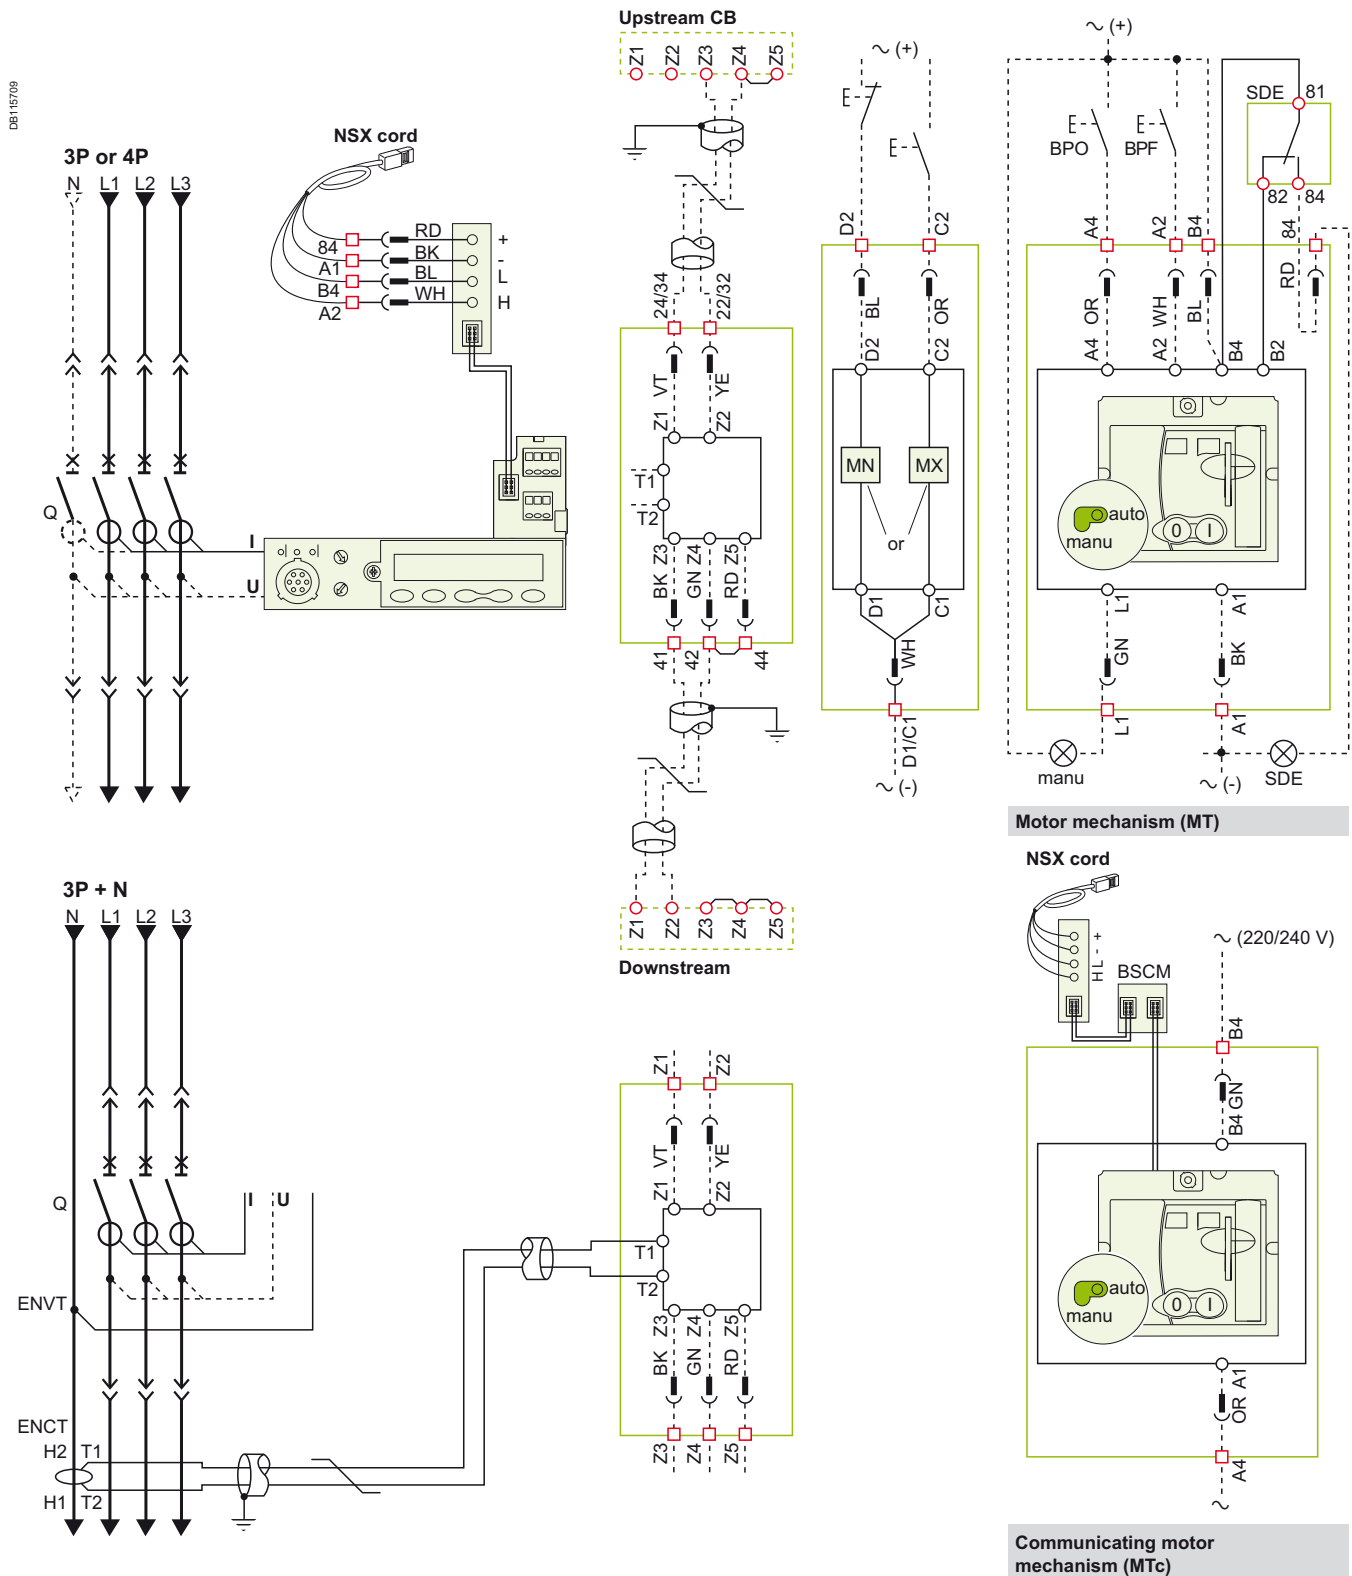 DB115709
Upstream CB
Z1 Z2 Z3 Z4 Z5
3P or 4P
N L1 L2 L3
Q
I
U
NSX cord
84 RD +
A1 BK -
B4 BL L
A2 WH H
24/34 22/32
VT YE
Z1 Z2
T1
T2
Z3 Z4 Z5
BK GN RD
41 42 44
Z1 Z2 Z3 Z4 Z5
Downstream
~ (+)
D2 C2
BL OR
D2 C2
MN MX
or
D1 C1
WH
D1/C1
~ (-)
~ (+)
SDE 81
BPO BPF
82 84
A4 A2 B4 84
OR WH BL RD
A4 A2 B4 B2
auto
manu
0 I
L1 A1
GN BK
L1 A1
manu
~ (-)
SDE
Motor mechanism (MT)
3P + N
N L1 L2 L3
Q
I U
ENVT
ENCT
H2 T1
H1 T2
Z1 Z2
VT YE
Z1 Z2
T1
T2
Z3 Z4 Z5
BK GN RD
Z3 Z4 Z5
NSX cord
+
-
L
H
BSCM
~ (220/240 V)
B4
GN
B4
auto
manu
0 I
A1
OR
A4
~
Communicating motor
mechanism (MTc)